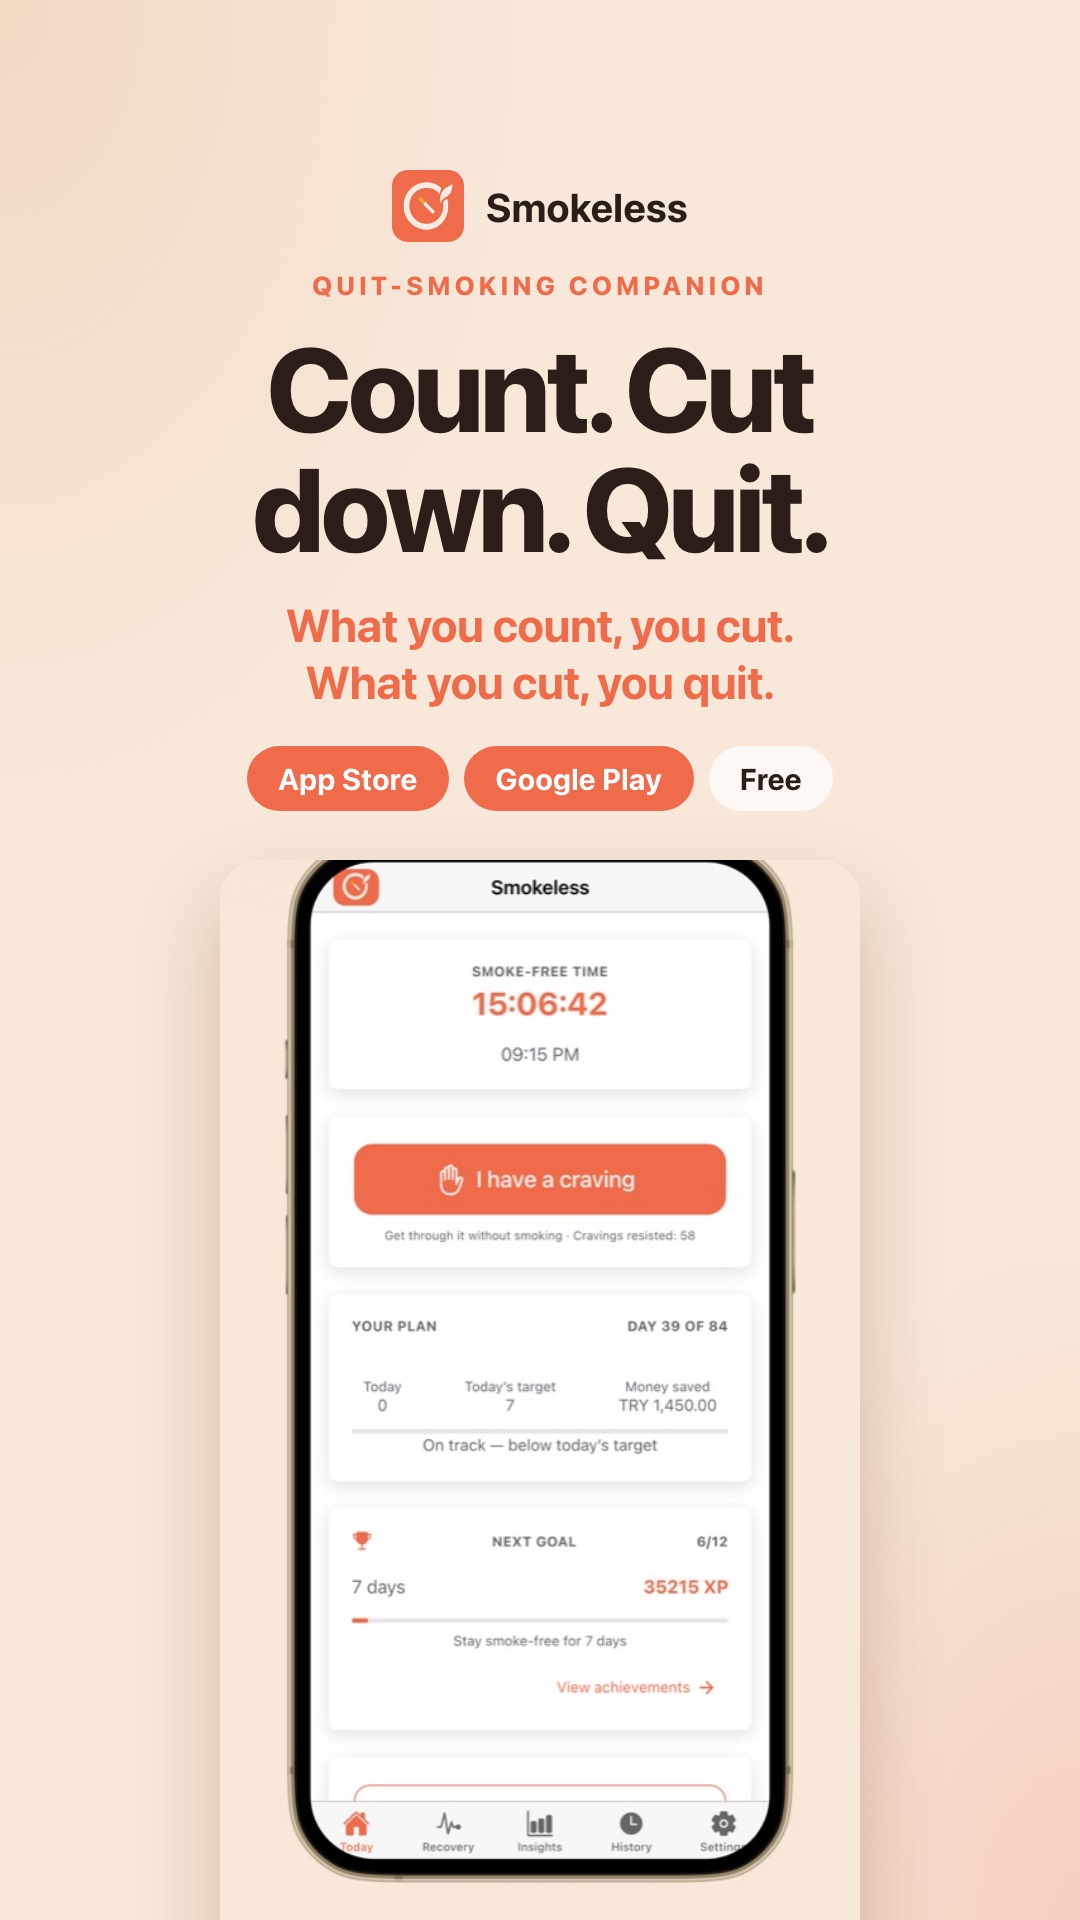 Smokeless
QUIT-SMOKING COMPANION
Count. Cut
down. Quit.
What you count, you cut.
What you cut, you quit.
App Store
Google Play
Free
Smokeless
SMOKE-FREE TIME
15:06:42
09:15 PM
I have a craving
Get through it without smoking · Cravings resisted: 58
YOUR PLAN
DAY 39 OF 84
Today
Today's target
Money saved
0
7
TRY 1,450.00
On track — below today's target
NEXT GOAL
6/12
7 days
35215 XP
Stay smoke-free for 7 days
View achievements
Today
Recovery
Insights
History
Settings